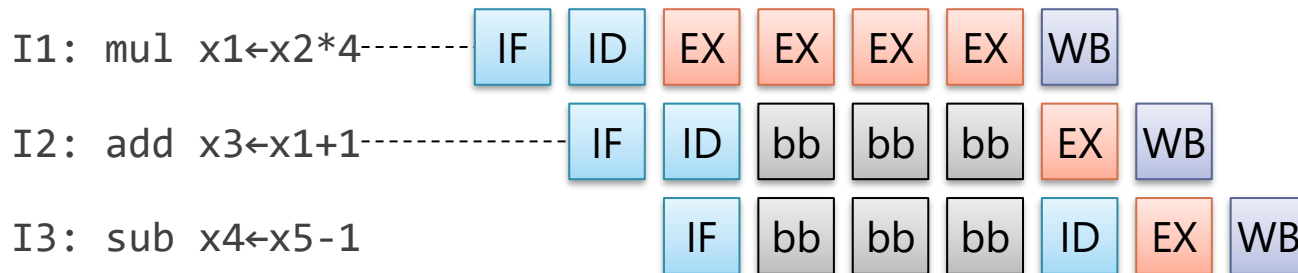 I1: mul x1←x2*4 IF ID EX EX EX EX WB
I2: add x3←x1+1 IF ID bb bb bb EX WB
I3: sub x4←x5-1 IF bb bb bb ID EX WB